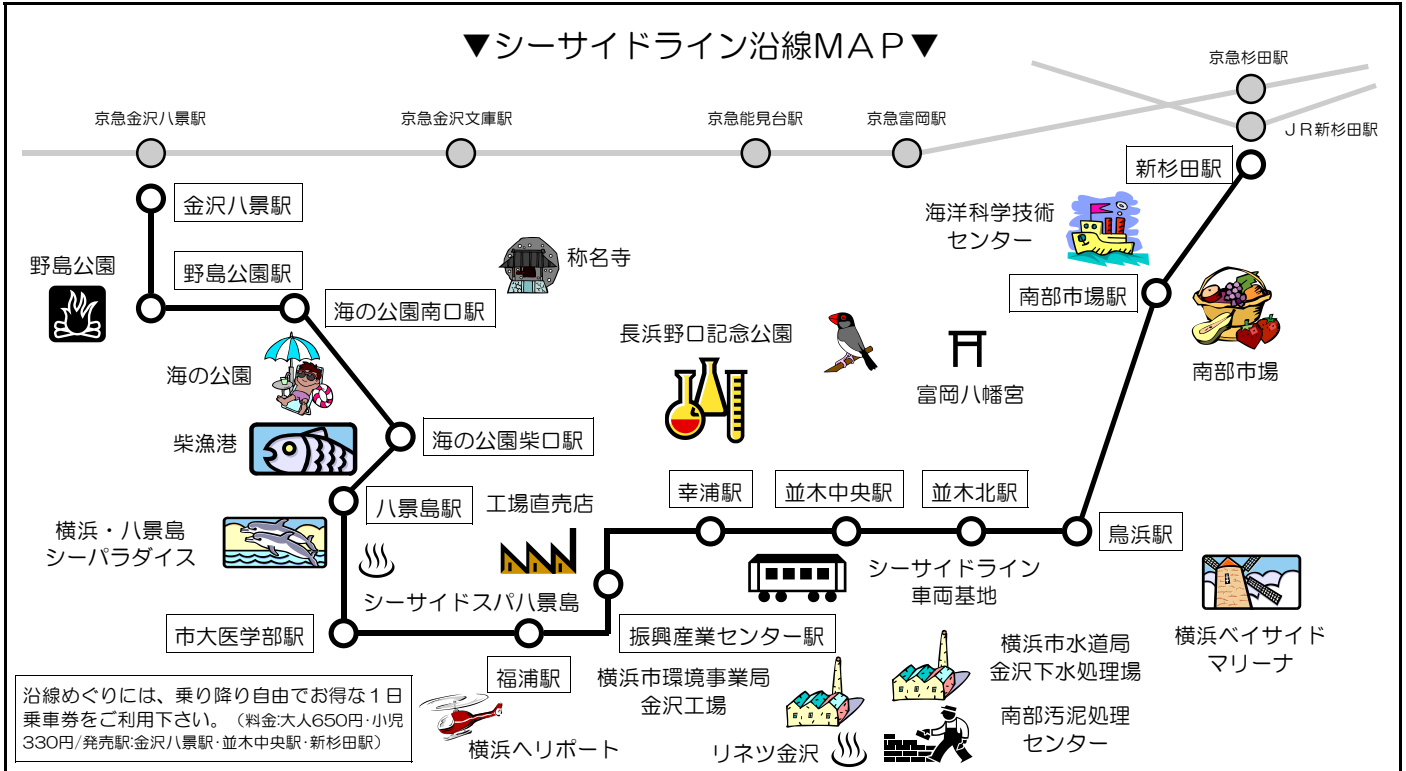 ▼シーサイドライン沿線MAP▼
京急杉田駅
京急金沢八景駅
京急金沢文庫駅
京急能見台駅
京急富岡駅
JR新杉田駅
新杉田駅
金沢八景駅
海洋科学技術
センター
野島公園
野島公園駅
称名寺
南部市場駅
海の公園南口駅
長浜野口記念公園
海の公園
富岡八幡宮
南部市場
柴漁港
海の公園柴口駅
八景島駅
工場直売店
幸浦駅
並木中央駅
並木北駅
鳥浜駅
横浜・八景島
シーパラダイス
シーサイドライン
車両基地
シーサイドスパ八景島
市大医学部駅
振興産業センター駅
横浜市水道局
金沢下水処理場
横浜ベイサイド
マリーナ
福浦駅
横浜市環境事業局
金沢工場
沿線めぐりには、乗り降り自由でお得な1日
乗車券をご利用下さい。（料金:大人650円･小児
330円/発売駅:金沢八景駅･並木中央駅･新杉田駅）
南部汚泥処理
センター
横浜ヘリポート
リネツ金沢